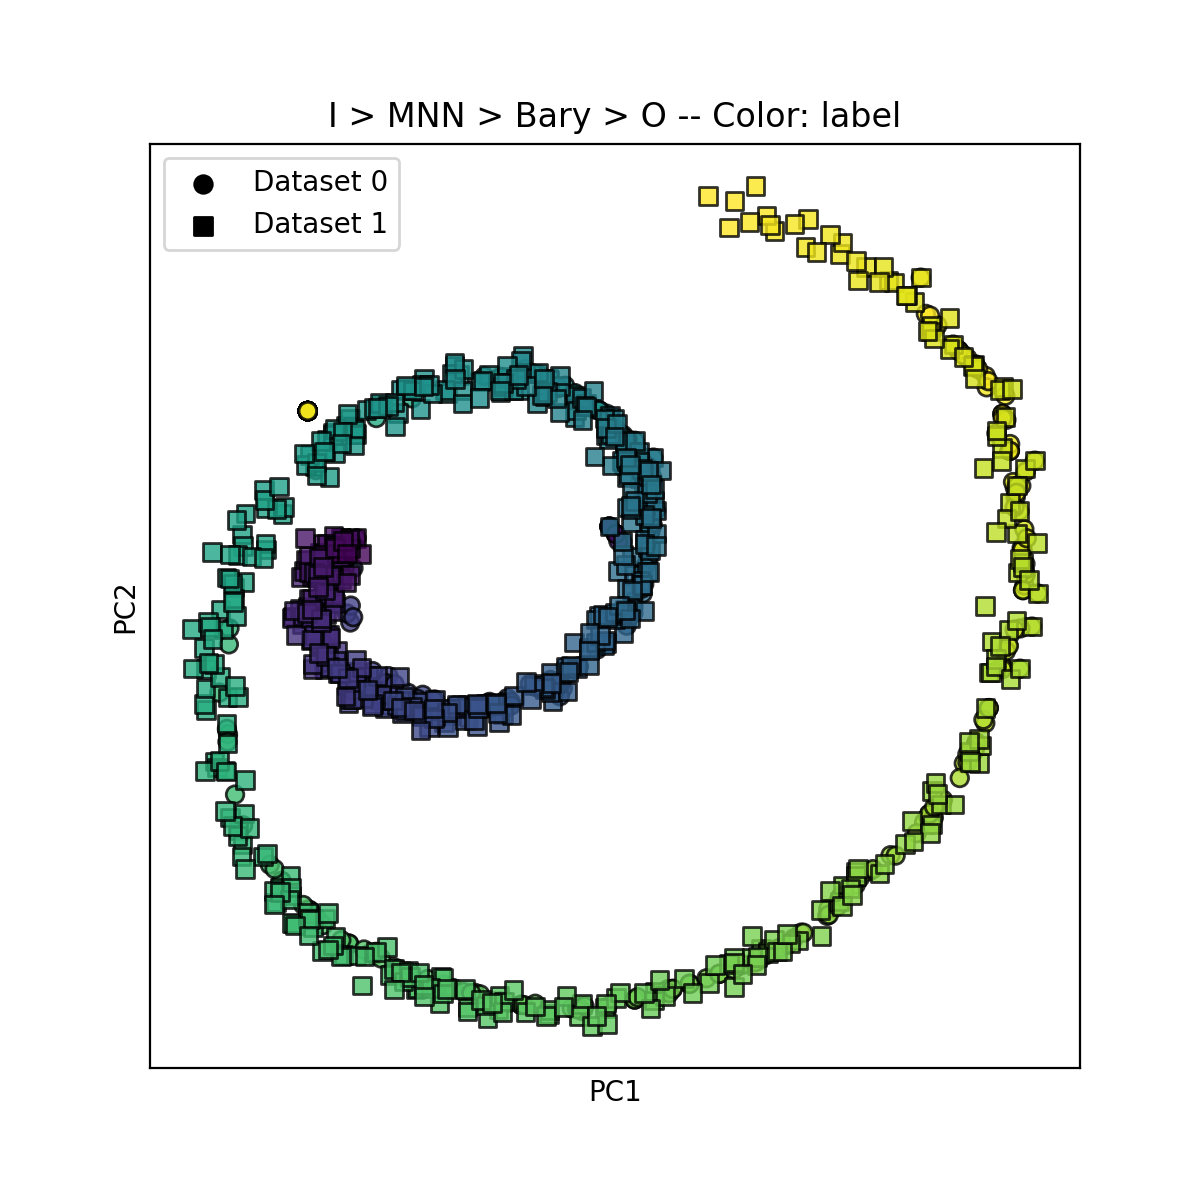 I > MNN > Bary > O -- Color: label
Dataset 0
Dataset 1
PC2
PC1